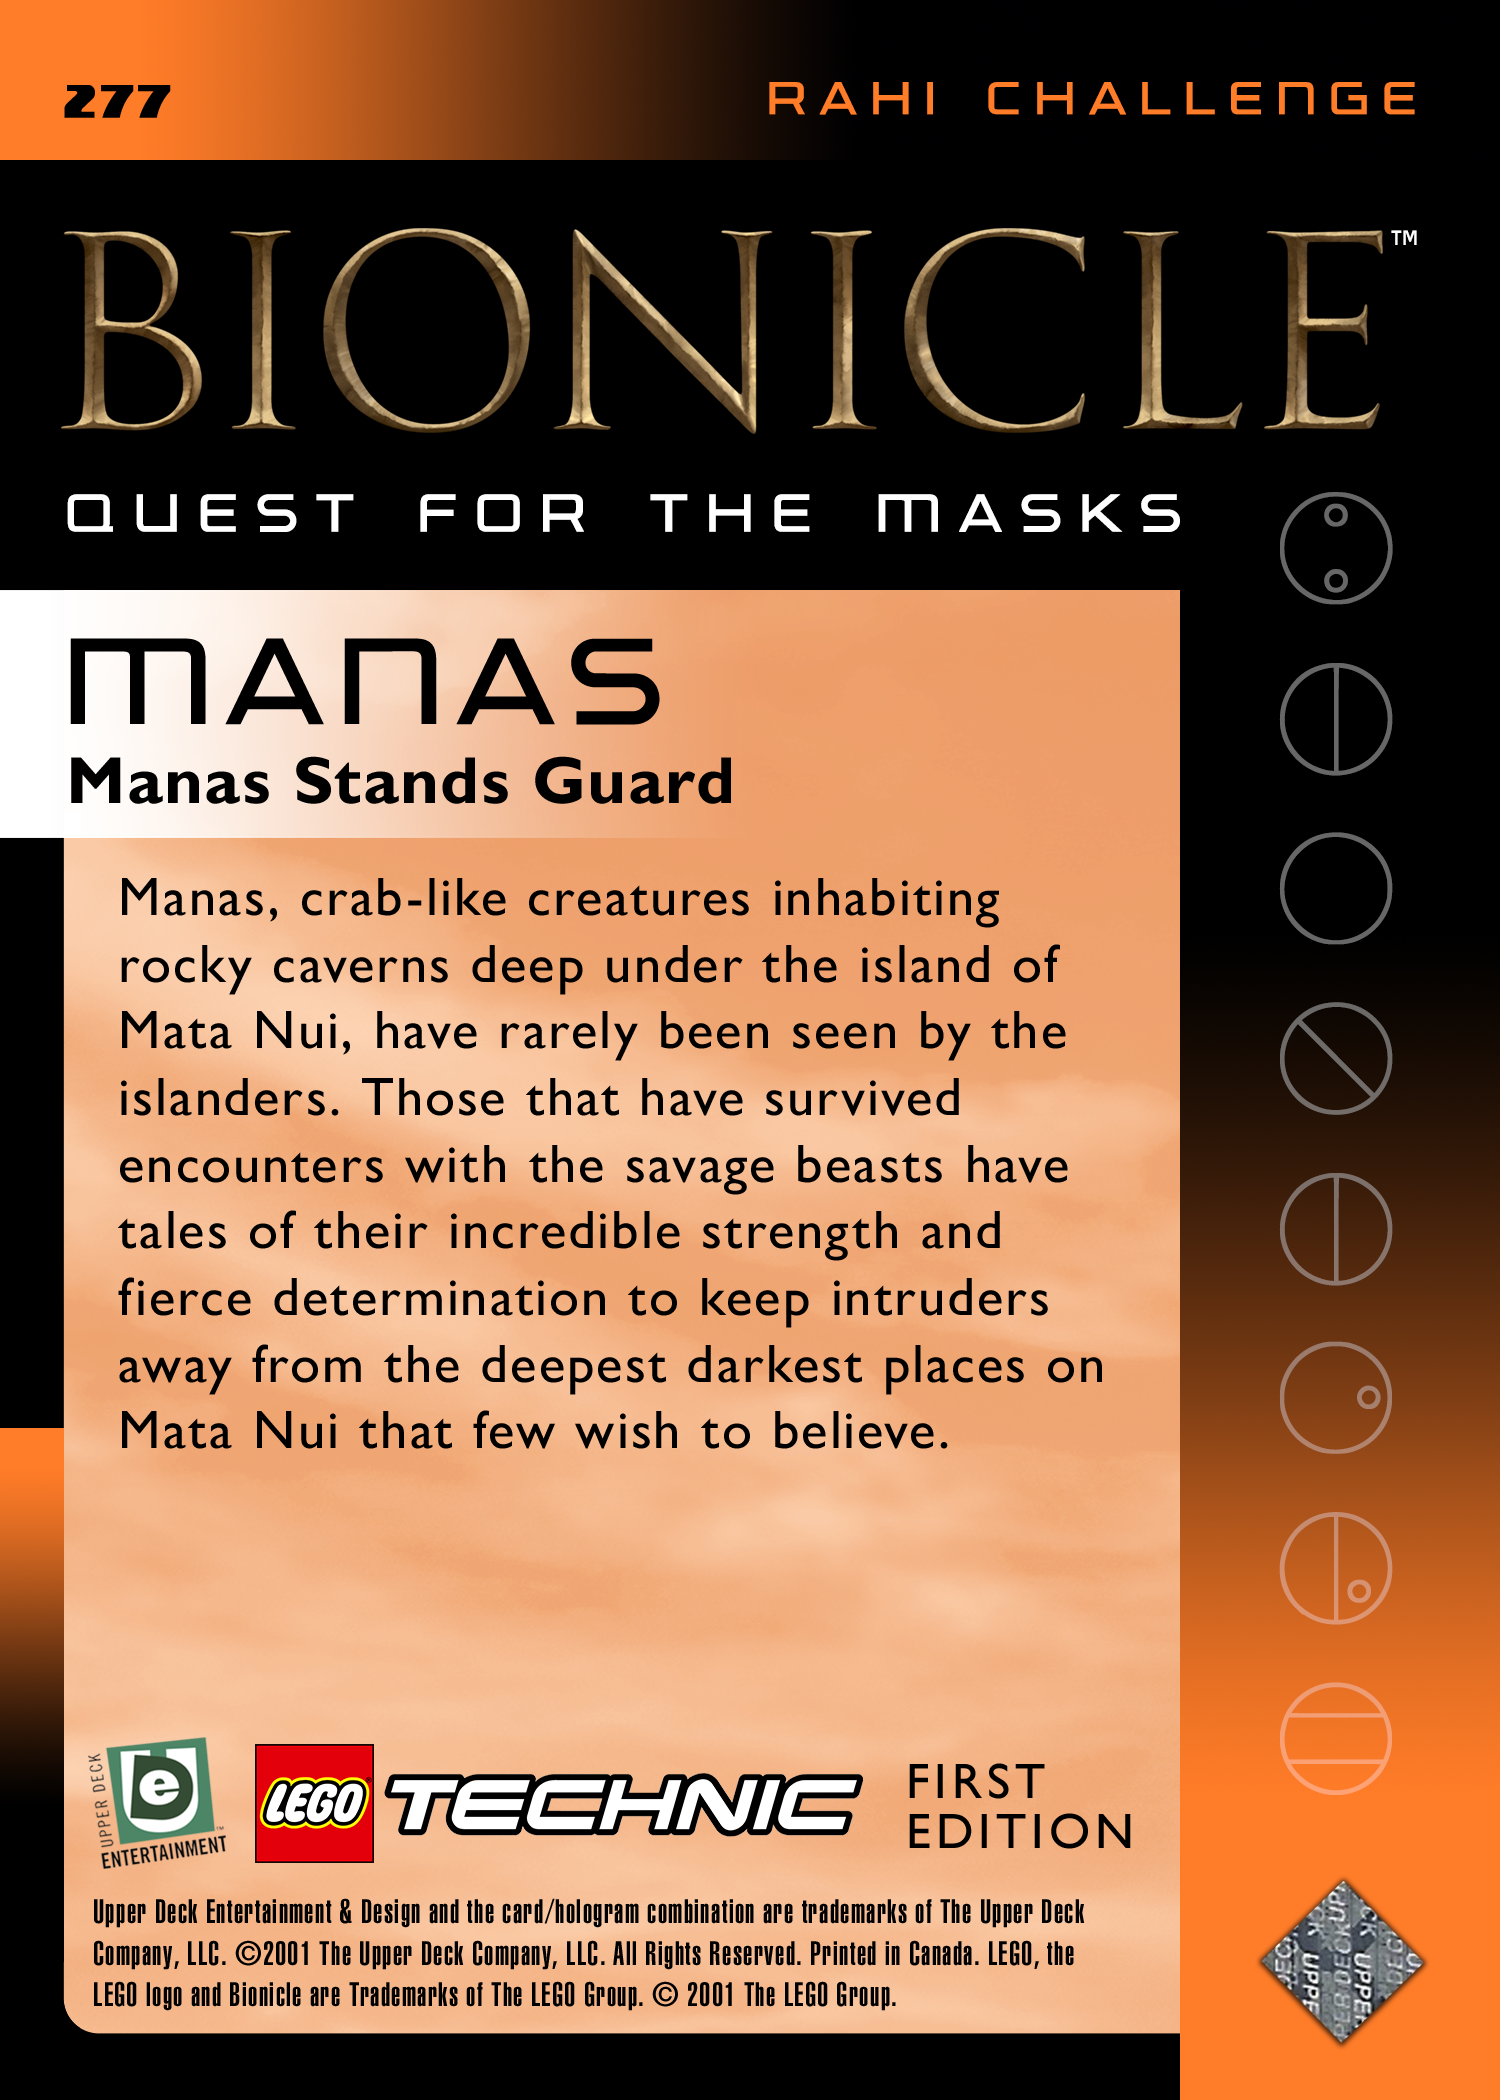 277
RAHI CHALLENGE
BIONICLE™
QUEST FOR THE MASKS
MANAS
Manas Stands Guard
Manas, crab-like creatures inhabiting
rocky caverns deep under the island of
Mata Nui, have rarely been seen by the
islanders. Those that have survived
encounters with the savage beasts have
tales of their incredible strength and
fierce determination to keep intruders
away from the deepest darkest places on
Mata Nui that few wish to believe.
UPPER DECK
e
ENTERTAINMENT™
LEGO®
TECHNIC
FIRST
EDITION
Upper Deck Entertainment & Design and the card/hologram combination are trademarks of The Upper Deck
Company, LLC. ©2001 The Upper Deck Company, LLC. All Rights Reserved. Printed in Canada. LEGO, the
LEGO logo and Bionicle are Trademarks of The LEGO Group. © 2001 The LEGO Group.